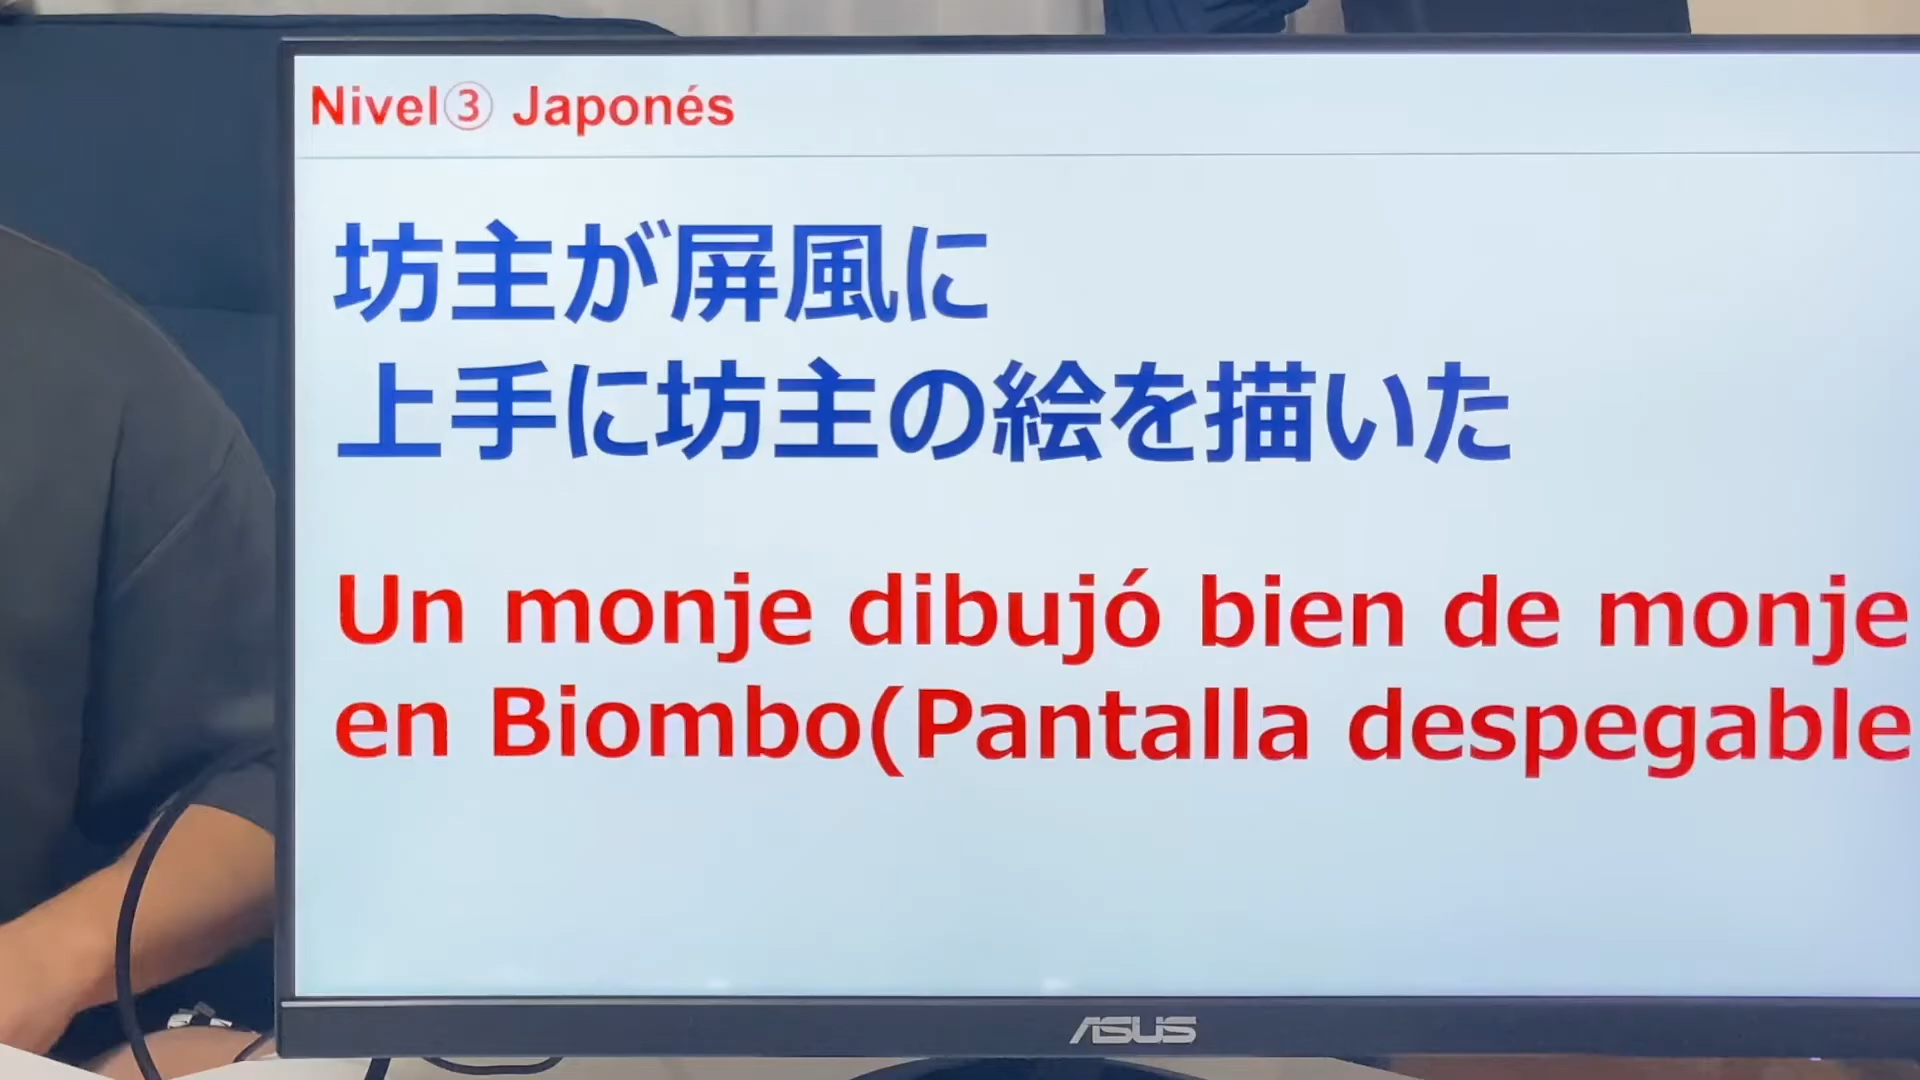 Nivel③ Japonés
坊主が屏風に
上手に坊主の絵を描いた
Un monje dibujó bien de monje
en Biombo(Pantalla despegable
ASUS